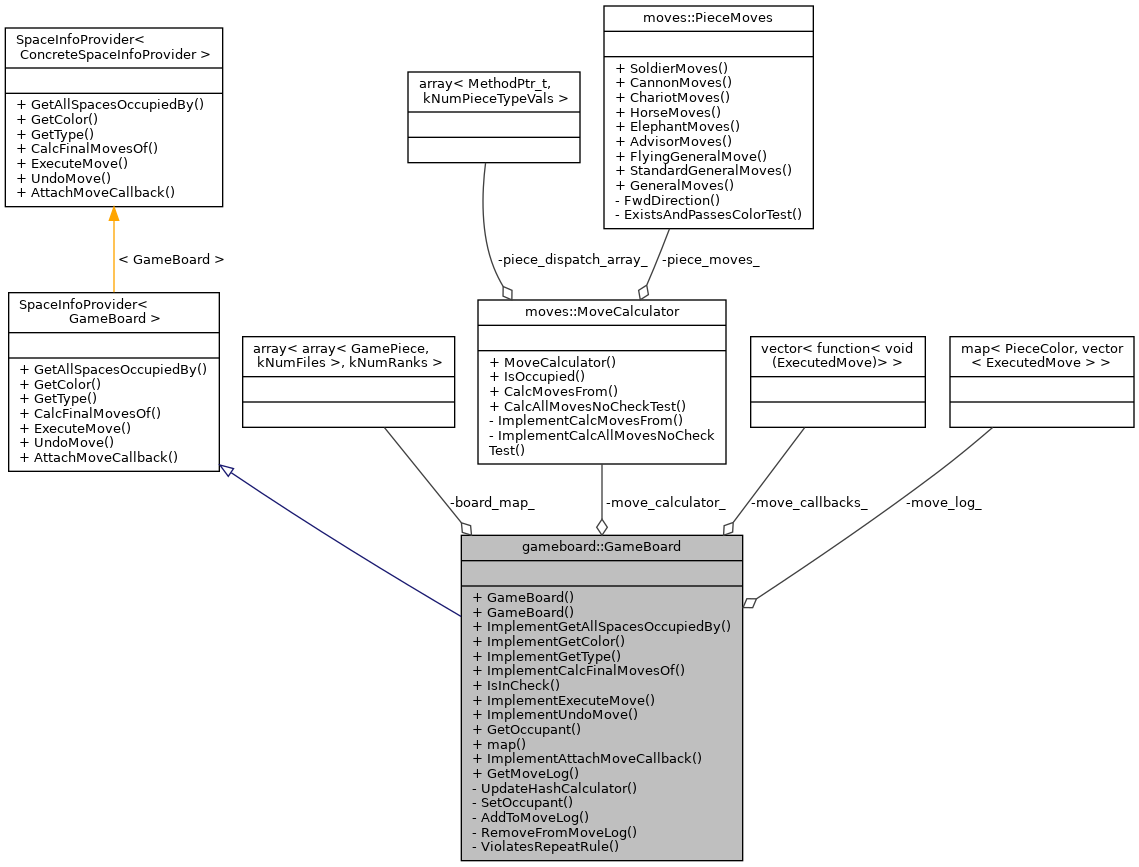 SpaceInfoProvider<
ConcreteSpaceInfoProvider >
+ GetAllSpacesOccupiedBy()
+ GetColor()
+ GetType()
+ CalcFinalMovesOf()
+ ExecuteMove()
+ UndoMove()
+ AttachMoveCallback()
< GameBoard >
SpaceInfoProvider<
GameBoard >
+ GetAllSpacesOccupiedBy()
+ GetColor()
+ GetType()
+ CalcFinalMovesOf()
+ ExecuteMove()
+ UndoMove()
+ AttachMoveCallback()
array< MethodPtr_t,
kNumPieceTypeVals >
moves::PieceMoves
+ SoldierMoves()
+ CannonMoves()
+ ChariotMoves()
+ HorseMoves()
+ ElephantMoves()
+ AdvisorMoves()
+ FlyingGeneralMove()
+ StandardGeneralMoves()
+ GeneralMoves()
- FwdDirection()
- ExistsAndPassesColorTest()
-piece_dispatch_array_
-piece_moves_
array< array< GamePiece,
kNumFiles >, kNumRanks >
moves::MoveCalculator
+ MoveCalculator()
+ IsOccupied()
+ CalcMovesFrom()
+ CalcAllMovesNoCheckTest()
- ImplementCalcMovesFrom()
- ImplementCalcAllMovesNoCheck
Test()
vector< function< void
(ExecutedMove)> >
map< PieceColor, vector
< ExecutedMove > >
-board_map_
-move_calculator_
-move_callbacks_
-move_log_
gameboard::GameBoard
+ GameBoard()
+ GameBoard()
+ ImplementGetAllSpacesOccupiedBy()
+ ImplementGetColor()
+ ImplementGetType()
+ ImplementCalcFinalMovesOf()
+ IsInCheck()
+ ImplementExecuteMove()
+ ImplementUndoMove()
+ GetOccupant()
+ map()
+ ImplementAttachMoveCallback()
+ GetMoveLog()
- UpdateHashCalculator()
- SetOccupant()
- AddToMoveLog()
- RemoveFromMoveLog()
- ViolatesRepeatRule()